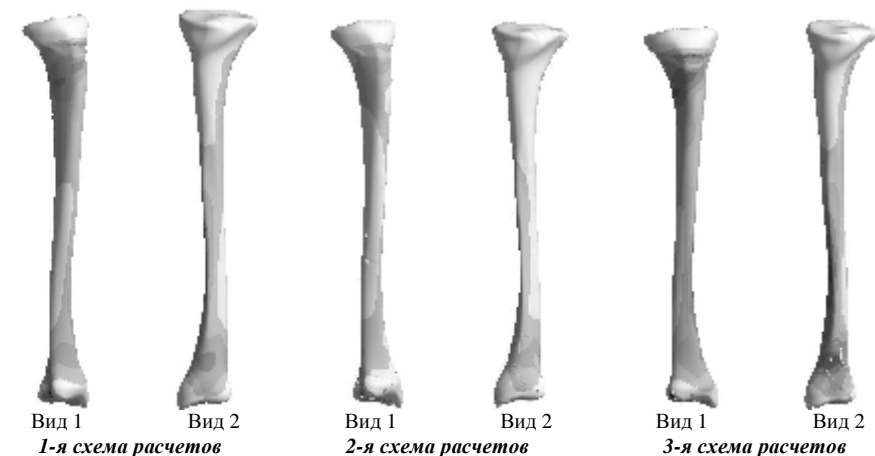 Вид 1 Вид 2 Вид 1 Вид 2 Вид 1 Вид 2
1-я схема расчетов 2-я схема расчетов 3-я схема расчетов